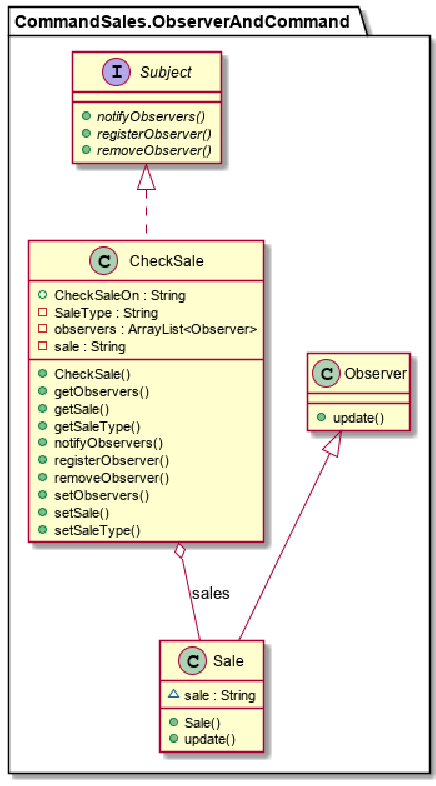 CommandSales.ObserverAndCommand
I Subject
notifyObservers()
registerObserver()
removeObserver()
C CheckSale
CheckSaleOn : String
SaleType : String
observers : ArrayList<Observer>
sale : String
CheckSale()
getObservers()
getSale()
getSaleType()
notifyObservers()
registerObserver()
removeObserver()
setObservers()
setSale()
setSaleType()
C Observer
update()
sales
C Sale
sale : String
Sale()
update()